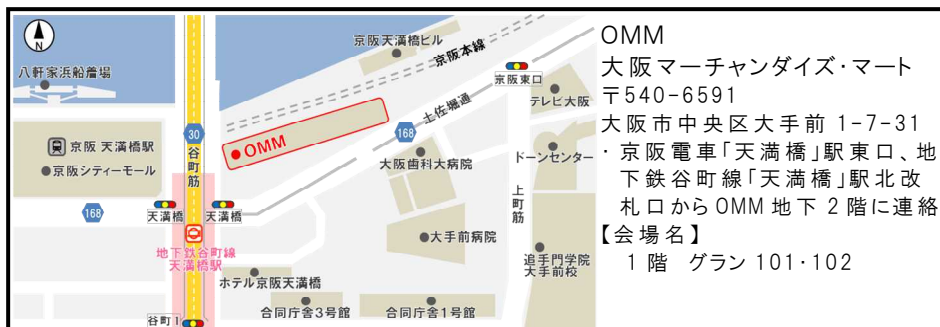 N
八軒家浜船着場
京阪天満橋ビル
京阪本線
京阪東口
テレビ大阪
土佐堀通
30
谷町筋
OMM
168
京阪 天満橋駅
京阪シティーモール
大阪歯科大病院
ドーンセンター
上町筋
168
天満橋
天満橋
地下鉄谷町線
天満橋駅
大手前病院
追手門学院
大手前校
ホテル京阪天満橋
合同庁舎3号館
合同庁舎1号館
谷町1
OMM
大阪マーチャンダイズ・マート
〒540-6591
大阪市中央区大手前 1-7-31
・京阪電車「天満橋」駅東口、地
下鉄谷町線「天満橋」駅北改
札口からOMM 地下 2 階に連絡
【会場名】
1 階 グラン 101・102